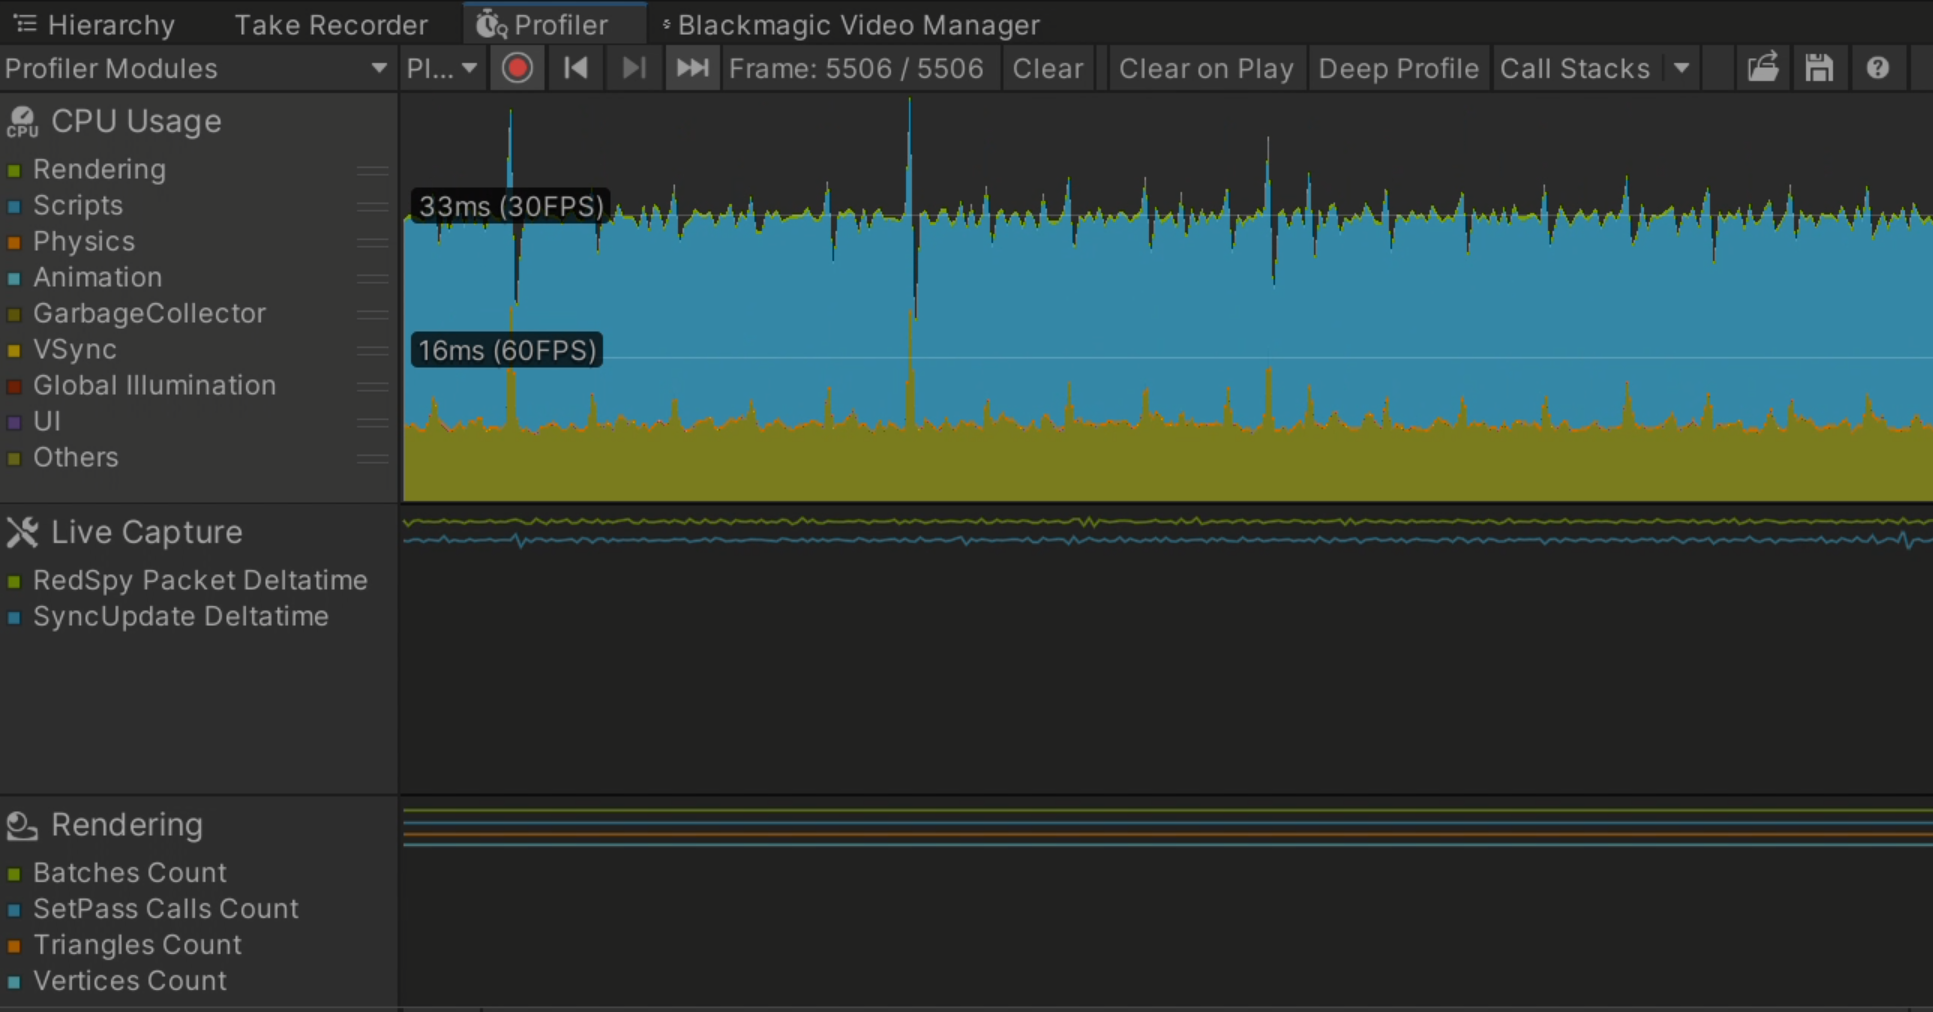 Hierarchy Take Recorder Profiler Blackmagic Video Manager
Profiler Modules Pl... Frame: 5506 / 5506 Clear Clear on Play Deep Profile Call Stacks
CPU CPU Usage
Rendering
Scripts
Physics
Animation
GarbageCollector
VSync
Global Illumination
UI
Others
33ms (30FPS)
16ms (60FPS)
Live Capture
RedSpy Packet Deltatime
SyncUpdate Deltatime
Rendering
Batches Count
SetPass Calls Count
Triangles Count
Vertices Count